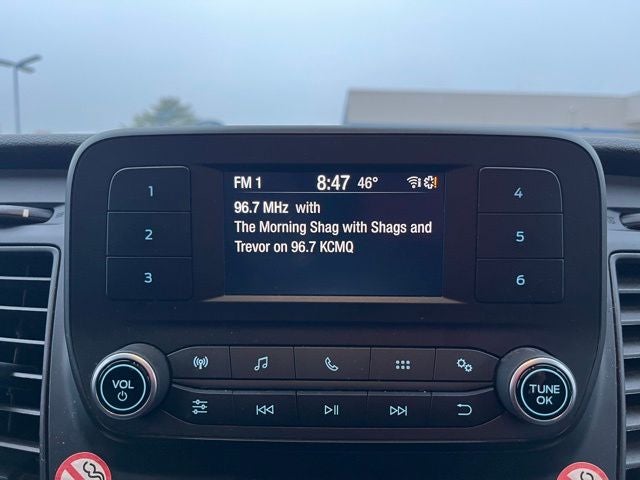 FM 1 8:47 46°
96.7 MHz with
The Morning Shag with Shags and
Trevor on 96.7 KCMQ
1
2
3
4
5
6
VOL
TUNE
OK